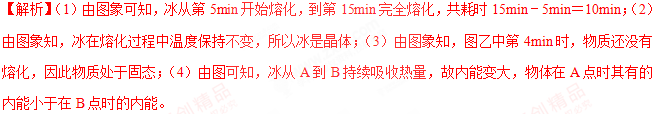 【解析】（1）由图象可知，冰从第 5min 开始熔化，到第 15min 完全熔化，共耗时 15min－5min＝10min；（2）
由图象知，冰在熔化过程中温度保持不变，所以冰是晶体；（3）由图象知，图乙中第 4min 时，物质还没有
熔化，因此物质处于固态；（4）由图可知，冰从 A 到 B 持续吸收热量，故内能变大，物体在 A 点时其有的
内能小于在 B 点时的内能。